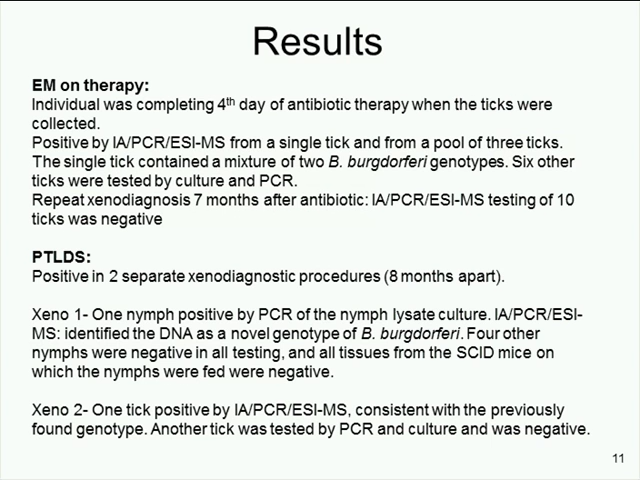 Results
EM on therapy:
Individual was completing 4th day of antibiotic therapy when the ticks were
collected.
Positive by IA/PCR/ESI-MS from a single tick and from a pool of three ticks.
The single tick contained a mixture of two B. burgdorferi genotypes. Six other
ticks were tested by culture and PCR.
Repeat xenodiagnosis 7 months after antibiotic: IA/PCR/ESI-MS testing of 10
ticks was negative
PTLDS:
Positive in 2 separate xenodiagnostic procedures (8 months apart).
Xeno 1- One nymph positive by PCR of the nymph lysate culture. IA/PCR/ESI-
MS: identified the DNA as a novel genotype of B. burgdorferi. Four other
nymphs were negative in all testing, and all tissues from the SCID mice on
which the nymphs were fed were negative.
Xeno 2- One tick positive by IA/PCR/ESI-MS, consistent with the previously
found genotype. Another tick was tested by PCR and culture and was negative.
11